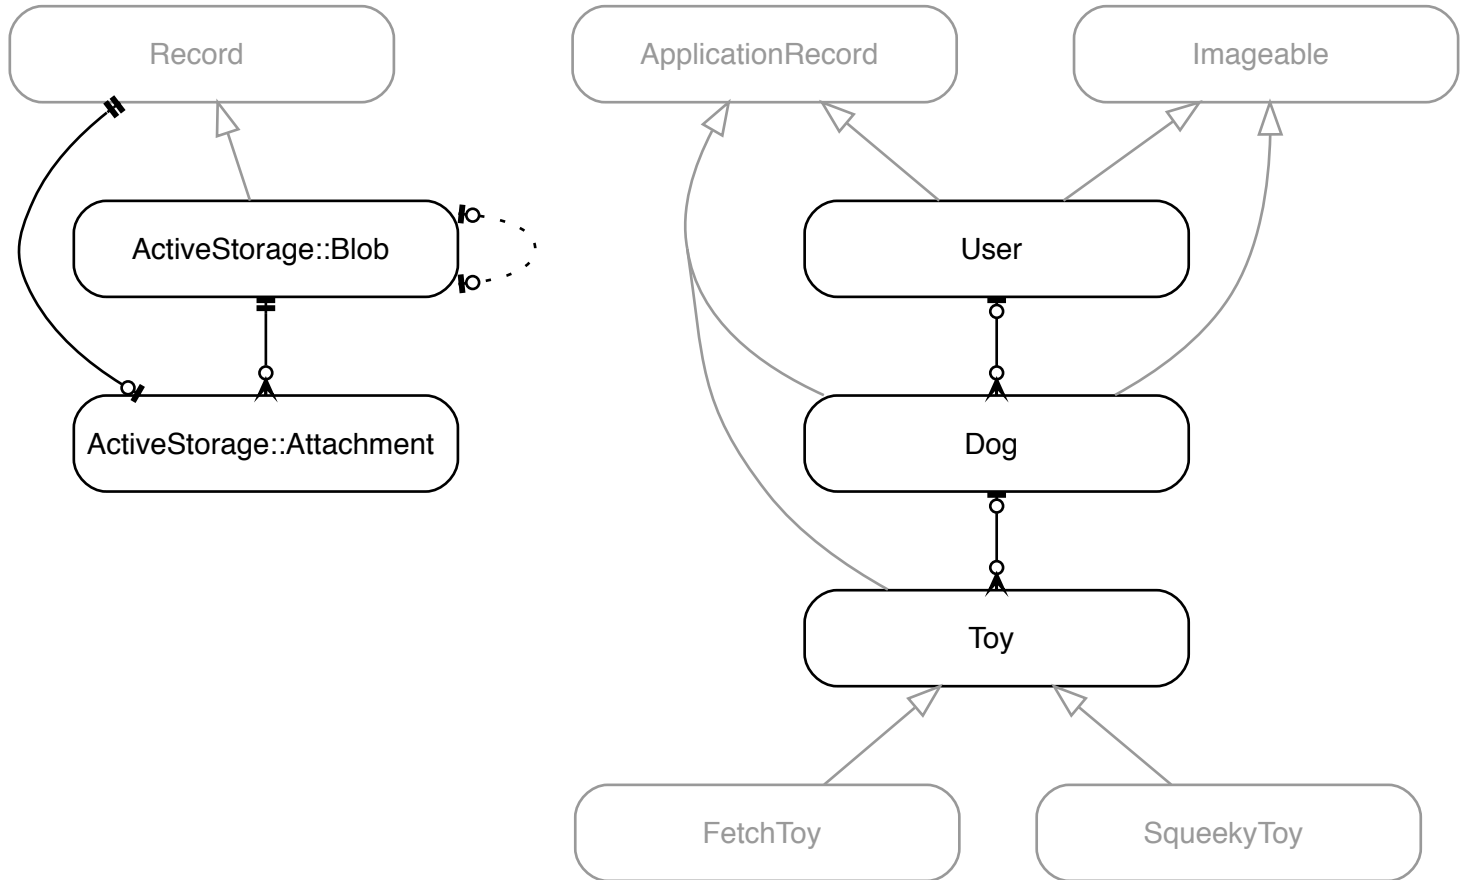 Record
ApplicationRecord
Imageable
ActiveStorage::Blob
User
ActiveStorage::Attachment
Dog
Toy
FetchToy
SqueekyToy